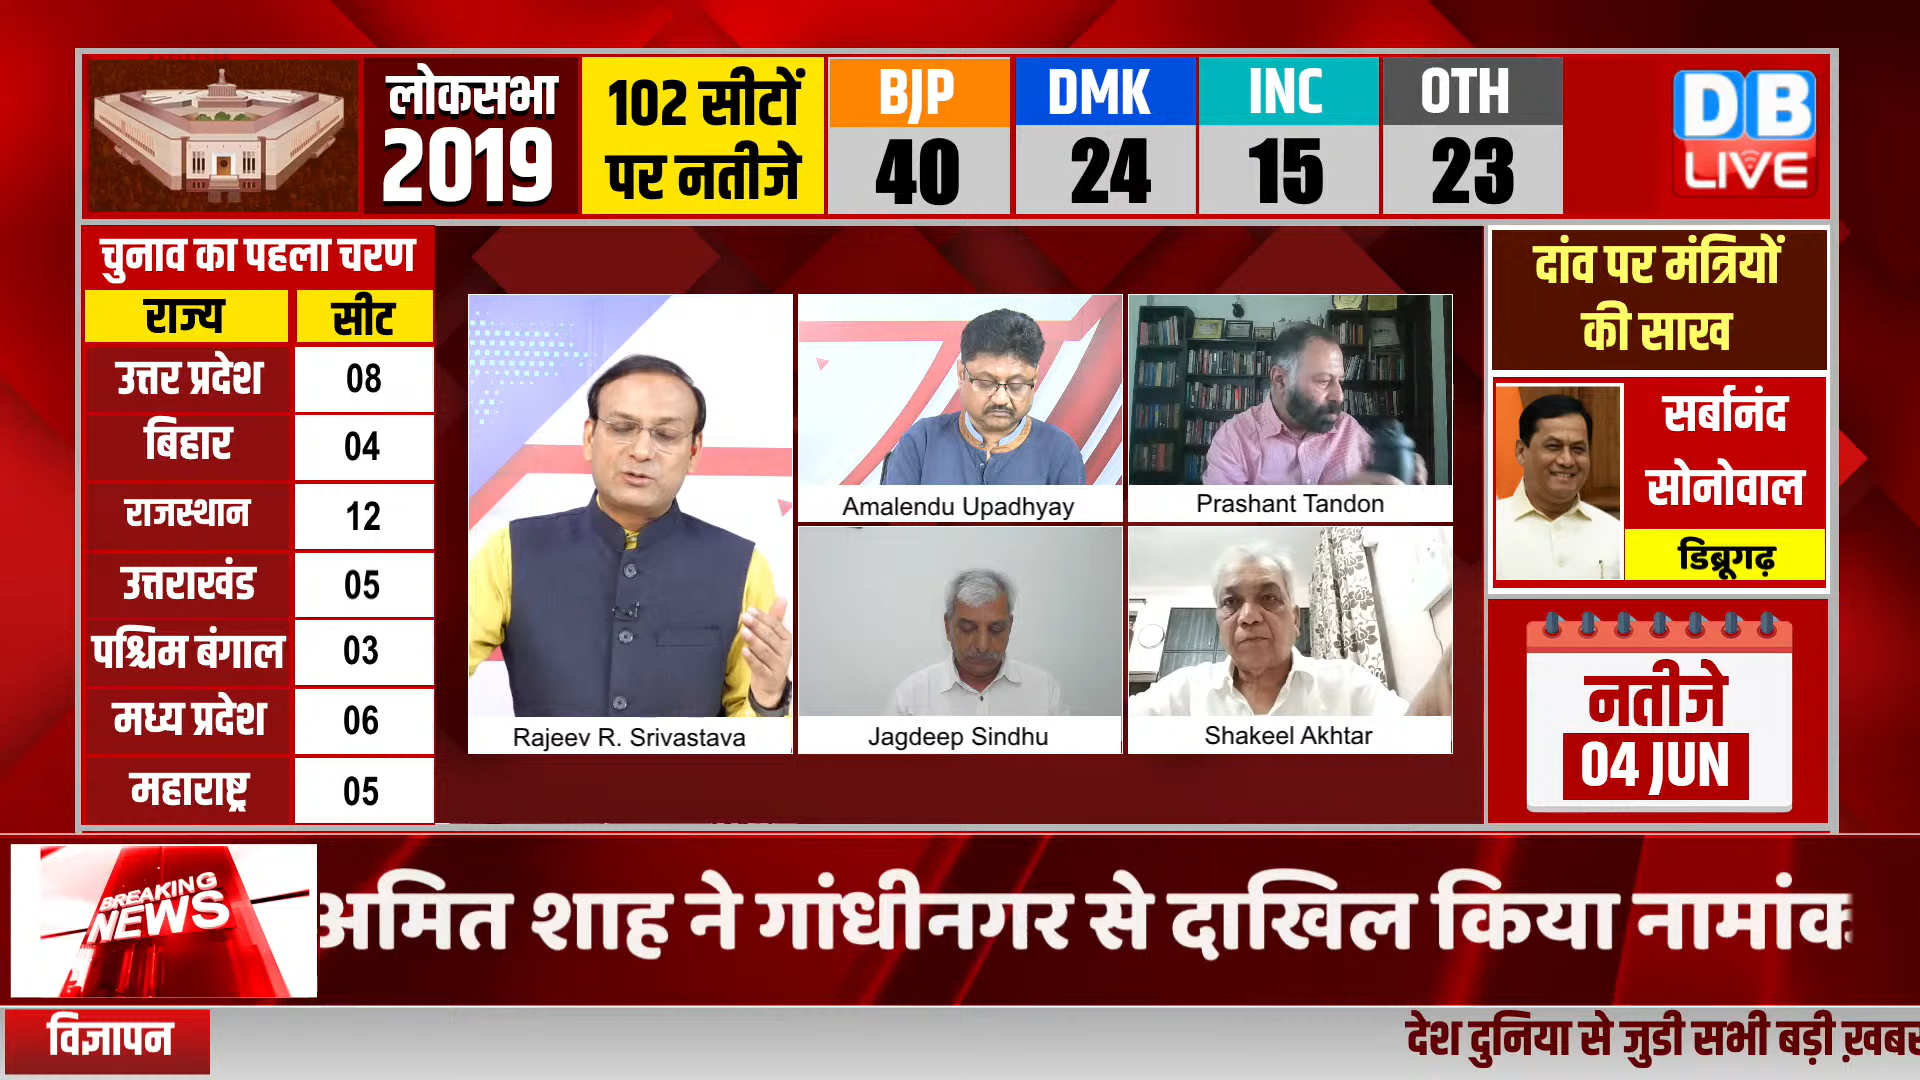 लोकसभा
2019
102 सीटों
पर नतीजे
BJP
40
DMK
24
INC
15
OTH
23
DB
LIVE
चुनाव का पहला चरण
राज्य सीट
उत्तर प्रदेश 08
बिहार 04
राजस्थान 12
उत्तराखंड 05
पश्चिम बंगाल 03
मध्य प्रदेश 06
महाराष्ट्र 05
Rajeev R. Srivastava
Amalendu Upadhyay
Prashant Tandon
Jagdeep Sindhu
Shakeel Akhtar
दांव पर मंत्रियों
की साख
सर्बानंद
सोनोवाल
डिब्रूगढ़
नतीजे
04 JUN
BREAKING
NEWS
अमित शाह ने गांधीनगर से दाखिल किया नामांक
विज्ञापन
देश दुनिया से जुडी सभी बड़ी ख़बर